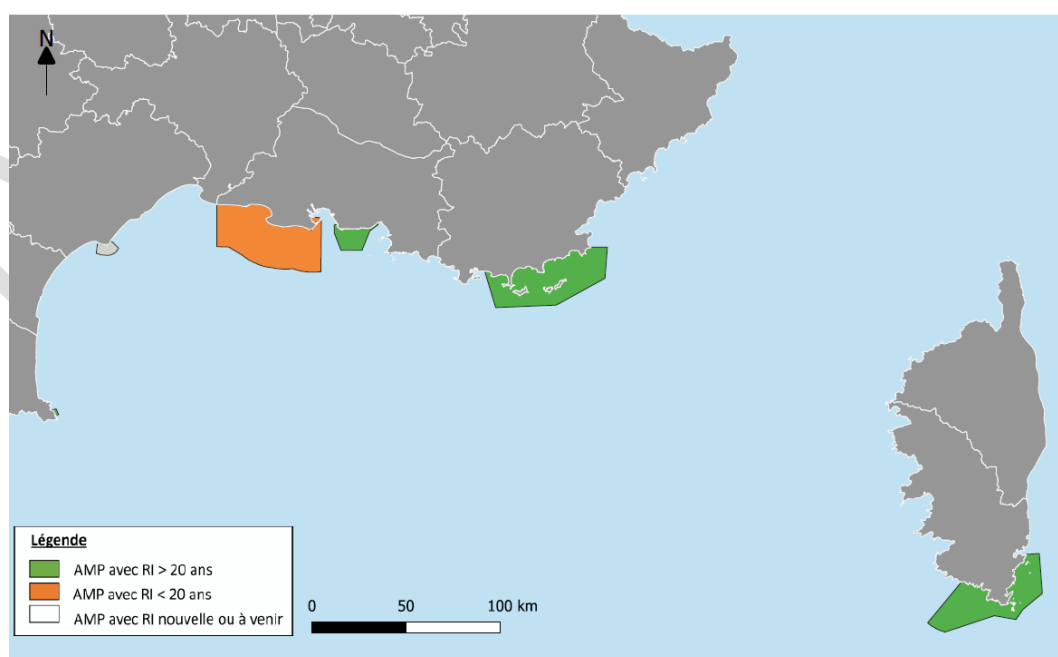 N
Légende
AMP avec RI > 20 ans
AMP avec RI < 20 ans
AMP avec RI nouvelle ou à venir
0 50 100 km